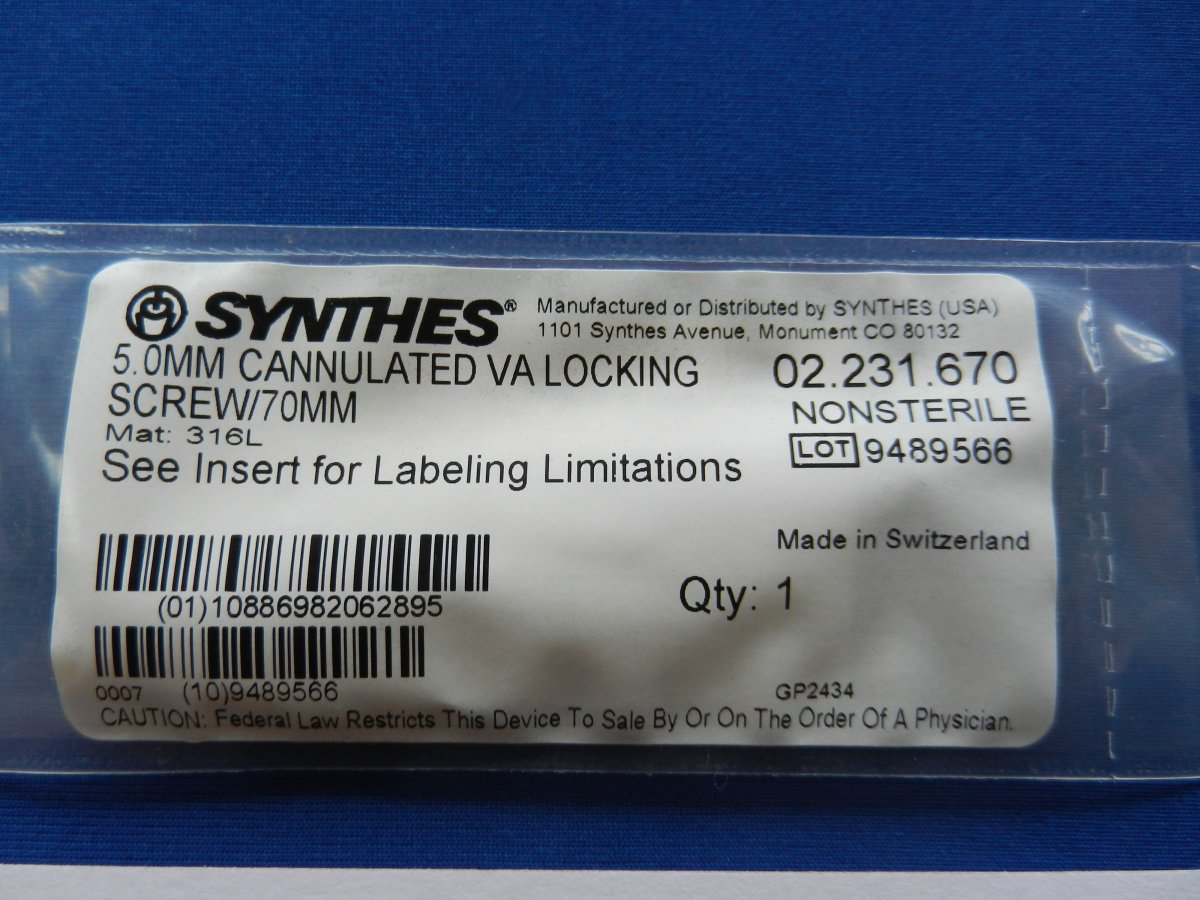 SYNTHES® Manufactured or Distributed by SYNTHES (USA)
1101 Synthes Avenue, Monument CO 80132
5.0MM CANNULATED VA LOCKING 02.231.670
SCREW/70MM NONSTERILE
Mat: 316L
LOT 9489566
See Insert for Labeling Limitations
Made in Switzerland
Qty: 1
(01)10886982062895
0007 (10)9489566 GP2434
CAUTION: Federal Law Restricts This Device To Sale By Or On The Order Of A Physician.